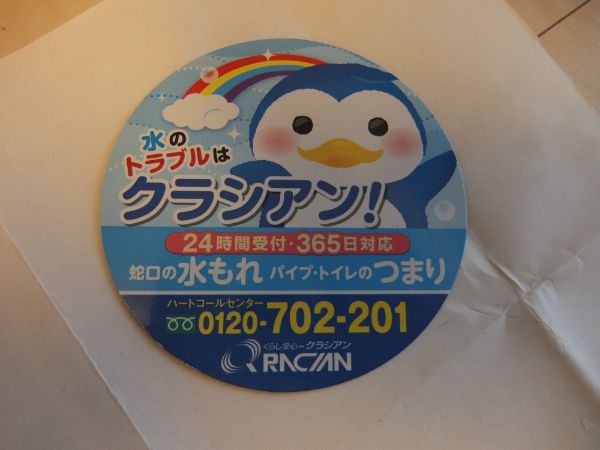 水の
トラブルは
クラシアン!
24時間受付・365日対応
蛇口の水もれ パイプ・トイレのつまり
ハートコールセンター
0120-702-201
くらし安心クラシアン